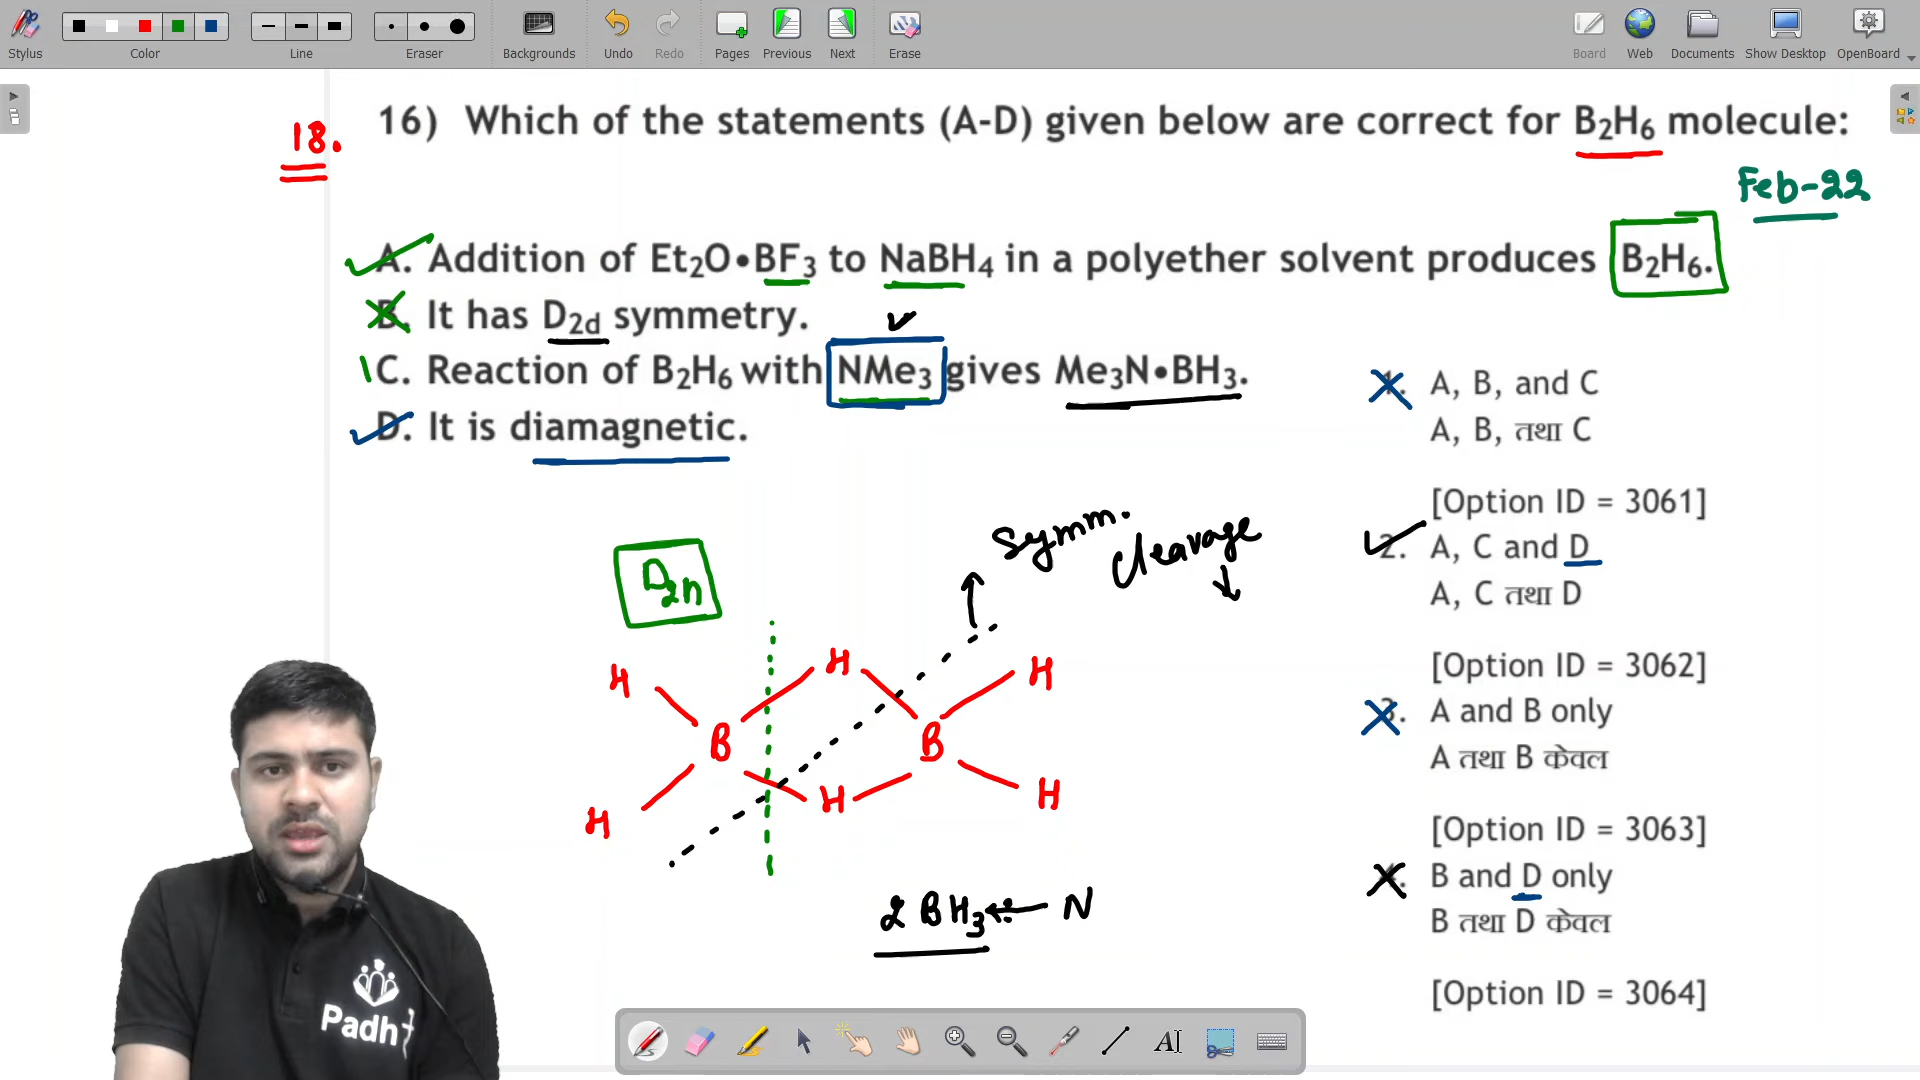 Stylus
Color
Line
Eraser
Backgrounds
Undo
Redo
Pages
Previous
Next
Erase
Board
Web
Documents
Show Desktop
OpenBoard
18.
16) Which of the statements (A-D) given below are correct for B₂H₆ molecule:
Feb-22
A. Addition of Et₂O•BF₃ to NaBH₄ in a polyether solvent produces B₂H₆.
B. It has D₂d symmetry.
C. Reaction of B₂H₆ with NMe₃ gives Me₃N•BH₃.
D. It is diamagnetic.
1. A, B, and C
A, B, तथा C
[Option ID = 3061]
2. A, C and D
A, C तथा D
[Option ID = 3062]
3. A and B only
A तथा B केवल
[Option ID = 3063]
4. B and D only
B तथा D केवल
[Option ID = 3064]
Symm.
Cleavage
D₂h
H H H
B B
H H H
2 BH₃ ← : N
Padh